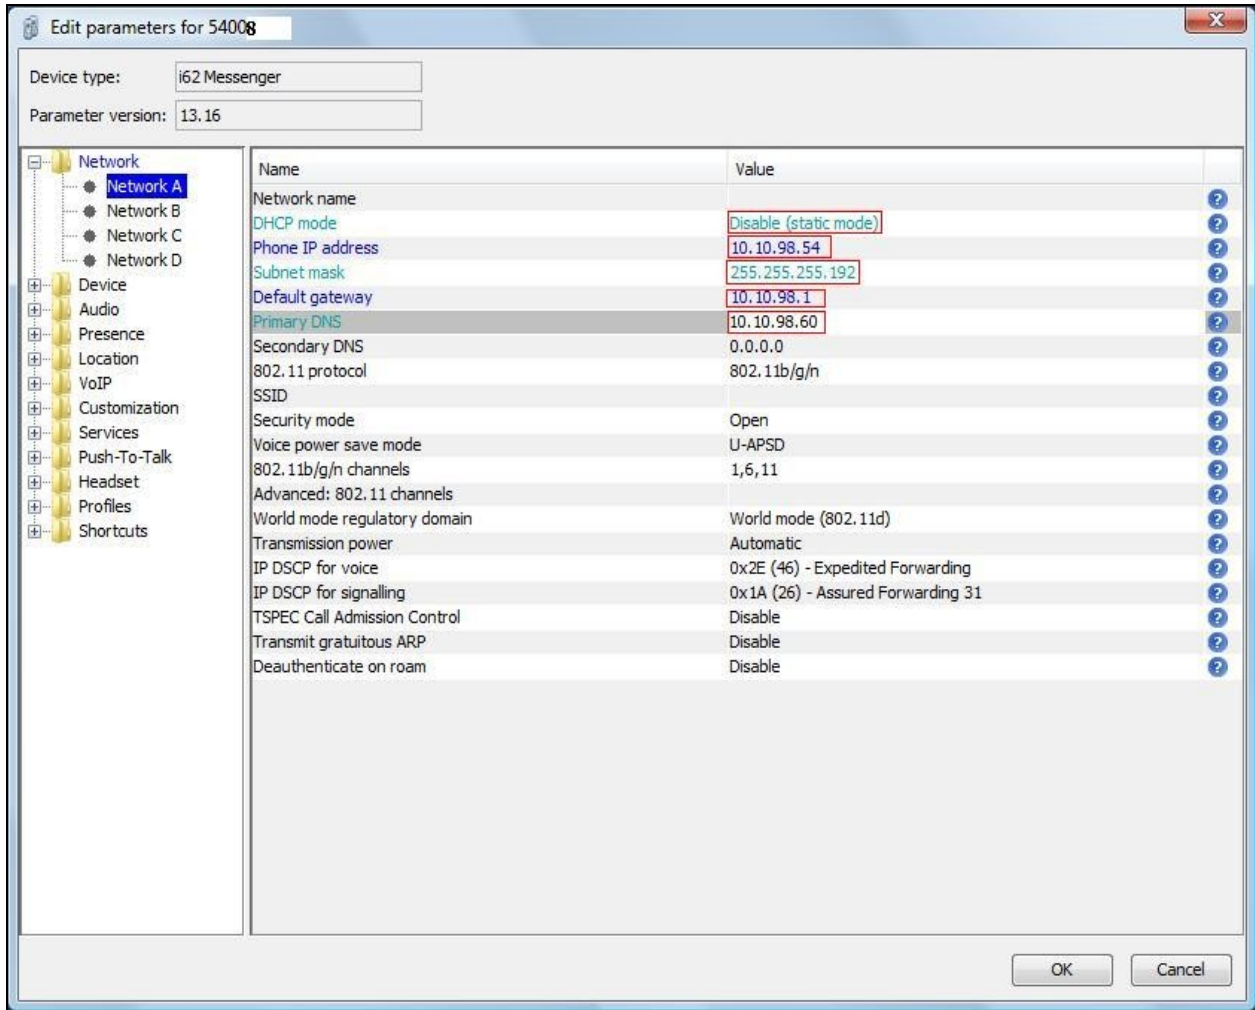 Edit parameters for 54008
Device type: i62 Messenger
Parameter version: 13.16
Network
Network A
Network B
Network C
Network D
Device
Audio
Presence
Location
VoIP
Customization
Services
Push-To-Talk
Headset
Profiles
Shortcuts
Name Value
Network name
DHCP mode Disable (static mode)
Phone IP address 10.10.98.54
Subnet mask 255.255.255.192
Default gateway 10.10.98.1
Primary DNS 10.10.98.60
Secondary DNS 0.0.0.0
802.11 protocol 802.11b/g/n
SSID
Security mode Open
Voice power save mode U-APSD
802.11b/g/n channels 1,6,11
Advanced: 802.11 channels
World mode regulatory domain World mode (802.11d)
Transmission power Automatic
IP DSCP for voice 0x2E (46) - Expedited Forwarding
IP DSCP for signalling 0x1A (26) - Assured Forwarding 31
TSPEC Call Admission Control Disable
Transmit gratuitous ARP Disable
Deauthenticate on roam Disable
OK Cancel